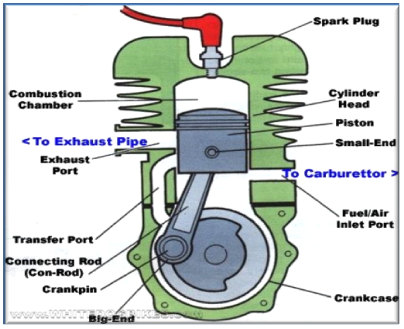 Spark Plug
Combustion
Chamber
Cylinder
Head
Piston
< To Exhaust Pipe
Small-End
Exhaust
Port
To Carburettor >
Fuel/Air
Inlet Port
Transfer Port
Connecting Rod
(Con-Rod)
Crankpin
Crankcase
Big-End